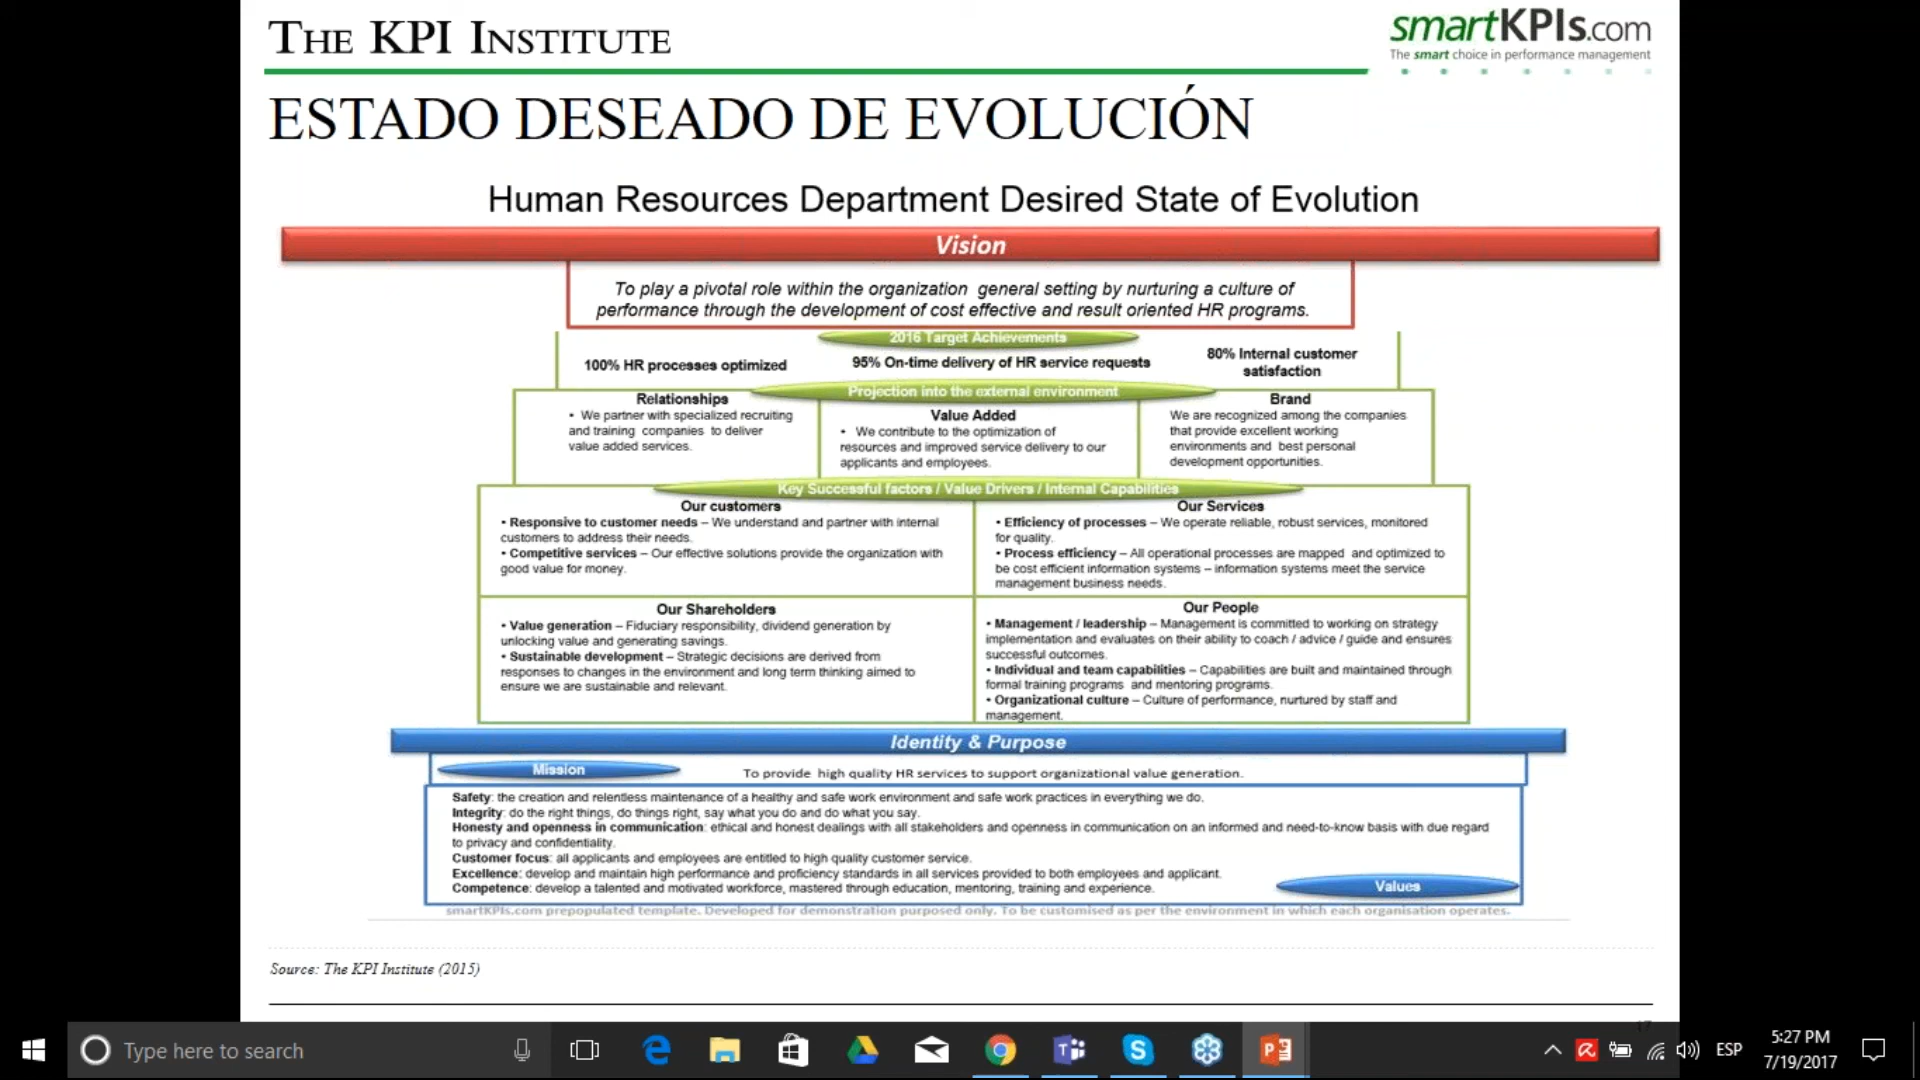 THE KPI INSTITUTE
smartKPIs.com
The smart choice in performance management
ESTADO DESEADO DE EVOLUCIÓN
Human Resources Department Desired State of Evolution
Vision
To play a pivotal role within the organization general setting by nurturing a culture of
performance through the development of cost effective and result oriented HR programs.
2016 Target Achievements
100% HR processes optimized
95% On-time delivery of HR service requests
80% Internal customer
satisfaction
Projection into the external environment
Relationships
• We partner with specialized recruiting
and training companies to deliver
value added services.
Value Added
• We contribute to the optimization of
resources and improved service delivery to our
applicants and employees.
Brand
We are recognized among the companies
that provide excellent working
environments and best personal
development opportunities.
Key Successful factors / Value Drivers / Internal Capabilities
Our customers
• Responsive to customer needs – We understand and partner with internal
customers to address their needs.
• Competitive services – Our effective solutions provide the organization with
good value for money.
Our Services
• Efficiency of processes – We operate reliable, robust services, monitored
for quality.
• Process efficiency – All operational processes are mapped and optimized to
be cost efficient information systems – information systems meet the service
management business needs.
Our Shareholders
• Value generation – Fiduciary responsibility, dividend generation by
unlocking value and generating savings.
• Sustainable development – Strategic decisions are derived from
responses to changes in the environment and long term thinking aimed to
ensure we are sustainable and relevant.
Our People
• Management / leadership – Management is committed to working on strategy
implementation and evaluates on their ability to coach / advice / guide and ensures
successful outcomes.
• Individual and team capabilities – Capabilities are built and maintained through
formal training programs and mentoring programs.
• Organizational culture – Culture of performance, nurtured by staff and
management.
Identity & Purpose
Mission
To provide high quality HR services to support organizational value generation.
Safety: the creation and relentless maintenance of a healthy and safe work environment and safe work practices in everything we do.
Integrity: do the right things, do things right, say what you do and do what you say.
Honesty and openness in communication: ethical and honest dealings with all stakeholders and openness in communication on an informed and need-to-know basis with due regard
to privacy and confidentiality.
Customer focus: all applicants and employees are entitled to high quality customer service.
Excellence: develop and maintain high performance and proficiency standards in all services provided to both employees and applicant.
Competence: develop a talented and motivated workforce, mastered through education, mentoring, training and experience.
Values
smartKPIs.com prepopulated template. Developed for demonstration purposed only. To be customised as per the environment in which each organisation operates.
Source: The KPI Institute (2015)
17
Type here to search
ESP
5:27 PM
7/19/2017